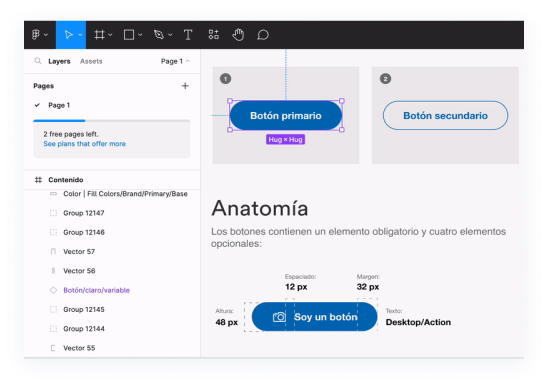 Layers Assets Page 1
Pages
Page 1
2 free pages left.
See plans that offer more
Contenido
Color | Fill Colors/Brand/Primary/Base
Group 12147
Group 12146
Vector 57
Vector 56
Botón/claro/variable
Group 12145
Group 12144
Vector 55
1
Botón primario
Hug × Hug
2
Botón secundario
Anatomía
Los botones contienen un elemento obligatorio y cuatro elementos
opcionales:
Espaciado:
12 px
Margen:
32 px
Altura:
48 px
Soy un botón
Texto:
Desktop/Action